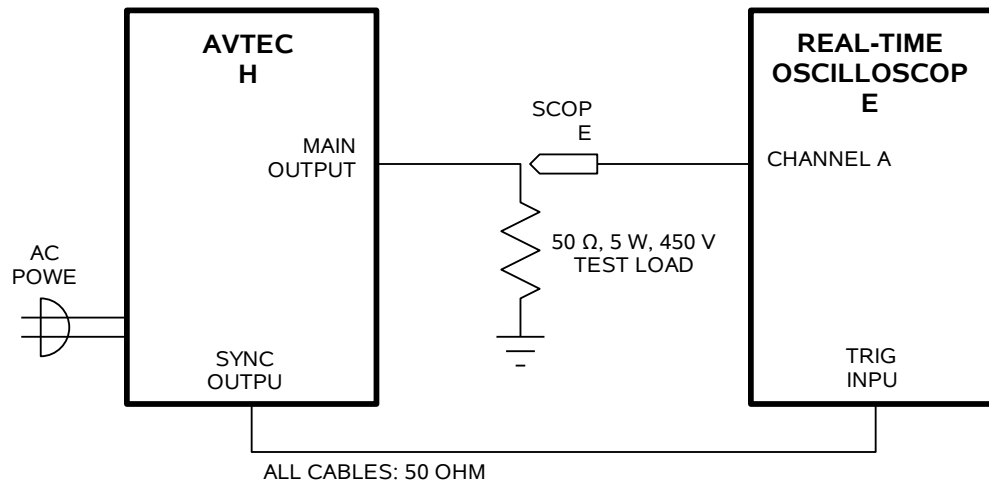 AVTEC
H
REAL-TIME
OSCILLOSCOP
E
SCOP
E
MAIN
OUTPUT
CHANNEL A
50 Ω, 5 W, 450 V
TEST LOAD
AC
POWE
SYNC
OUTPU
TRIG
INPU
ALL CABLES: 50 OHM